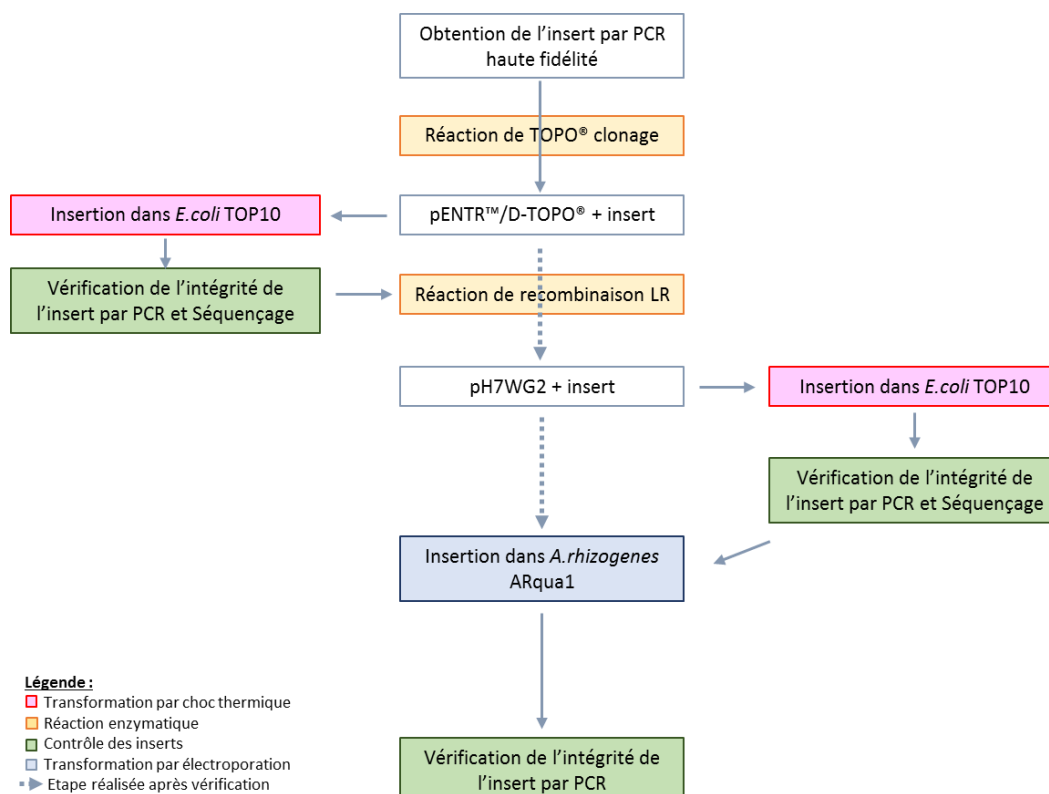 Obtention de l'insert par PCR
haute fidélité
Réaction de TOPO® clonage
Insertion dans E.coli TOP10
pENTR™/D-TOPO® + insert
Vérification de l'intégrité de
l'insert par PCR et Séquençage
Réaction de recombinaison LR
pH7WG2 + insert
Insertion dans E.coli TOP10
Vérification de l'intégrité de
l'insert par PCR et Séquençage
Insertion dans A.rhizogenes
ARqua1
Légende :
Transformation par choc thermique
Réaction enzymatique
Contrôle des inserts
Transformation par électroporation
Etape réalisée après vérification
Vérification de l'intégrité de
l'insert par PCR